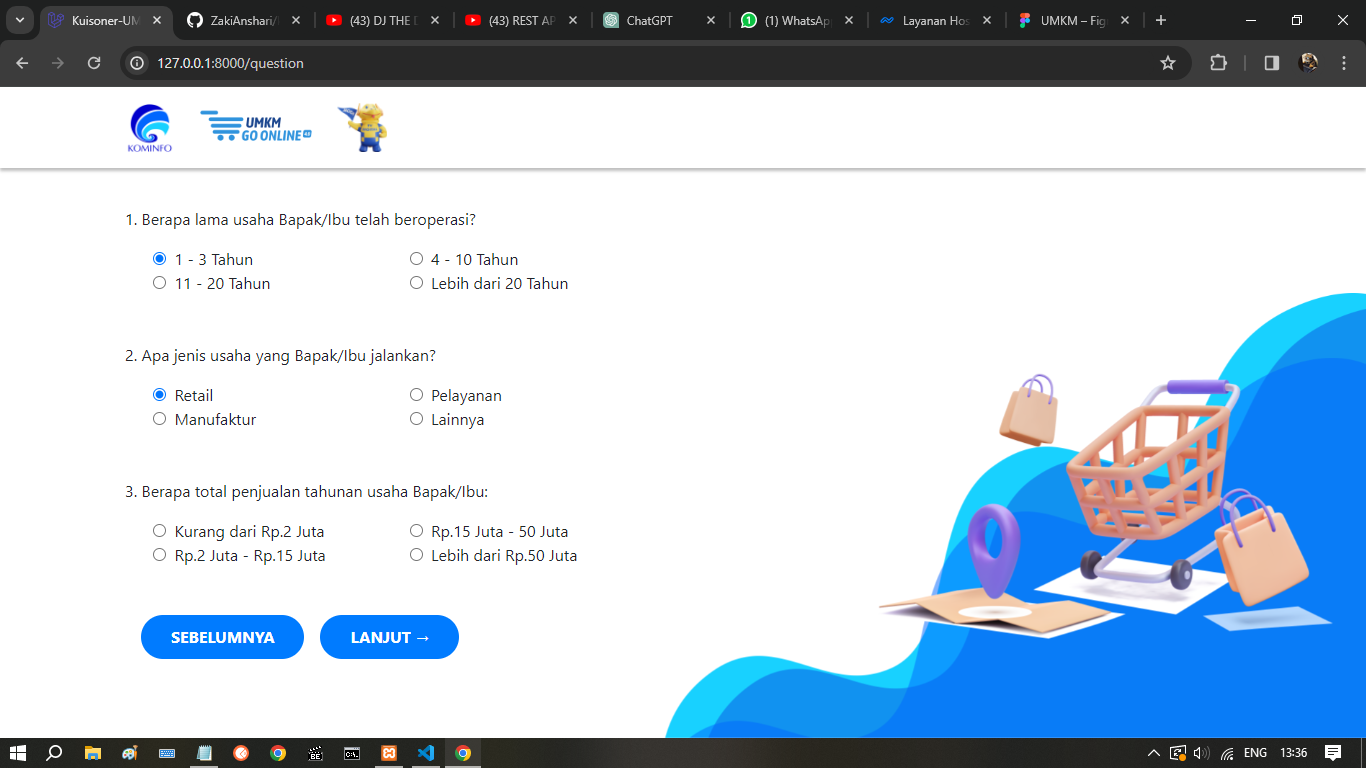 Kuisoner-UM
ZakiAnshari/
(43) DJ THE D
(43) REST AP
ChatGPT
(1) WhatsAp
Layanan Hos
UMKM – Fig
127.0.0.1:8000/question
KOMINFO
UMKM
GO ONLINE
1. Berapa lama usaha Bapak/Ibu telah beroperasi?
1 - 3 Tahun
4 - 10 Tahun
11 - 20 Tahun
Lebih dari 20 Tahun
2. Apa jenis usaha yang Bapak/Ibu jalankan?
Retail
Pelayanan
Manufaktur
Lainnya
3. Berapa total penjualan tahunan usaha Bapak/Ibu:
Kurang dari Rp.2 Juta
Rp.15 Juta - 50 Juta
Rp.2 Juta - Rp.15 Juta
Lebih dari Rp.50 Juta
SEBELUMNYA
LANJUT →
BE
C:\.
ENG
13:36